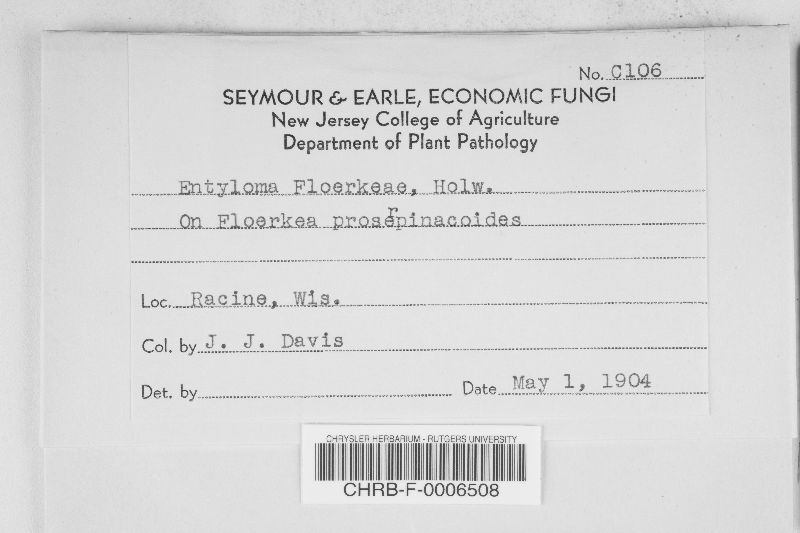 No. C106
SEYMOUR & EARLE, ECONOMIC FUNGI
New Jersey College of Agriculture
Department of Plant Pathology
Entyloma Floerkeae, Holw.
On Floerkea proserpinacoides
Loc. Racine, Wis.
Col. by J. J. Davis
Det. by
Date May 1, 1904
CHRYSLER HERBARIUM - RUTGERS UNIVERSITY
CHRB-F-0006508